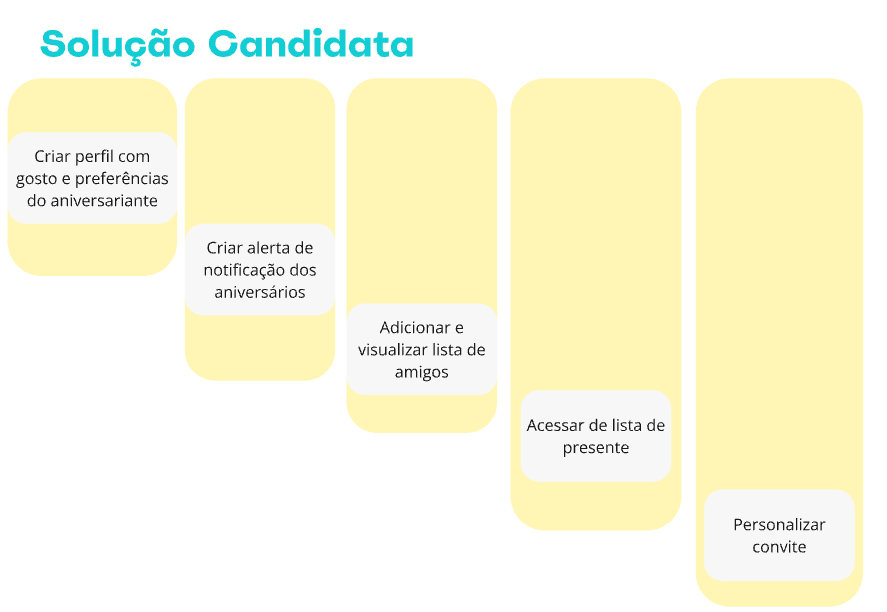 Solução Candidata
Criar perfil com
gosto e preferências
do aniversariante
Criar alerta de
notificação dos
aniversários
Adicionar e
visualizar lista de
amigos
Acessar de lista de
presente
Personalizar
convite